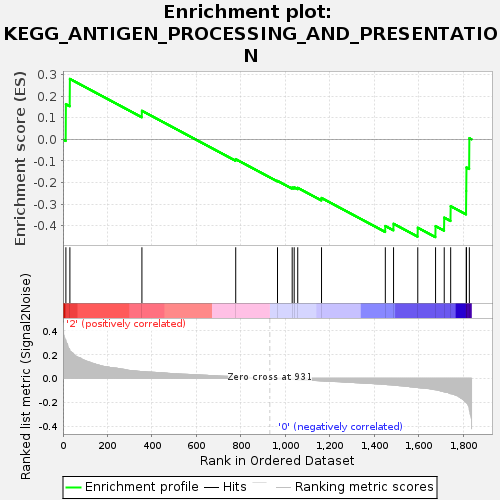 Enrichment plot:
KEGG_ANTIGEN_PROCESSING_AND_PRESENTATIO
N
Enrichment score (ES)
0.3
0.2
0.1
0.0
-0.1
-0.2
-0.3
-0.4
Ranked list metric (Signal2Noise)
'2' (positively correlated)
0.4
0.2
0.0
-0.2
-0.4
Zero cross at 931
'0' (negatively correlated)
0 200 400 600 800 1,000 1,200 1,400 1,600 1,800
Rank in Ordered Dataset
Enrichment profile Hits Ranking metric scores